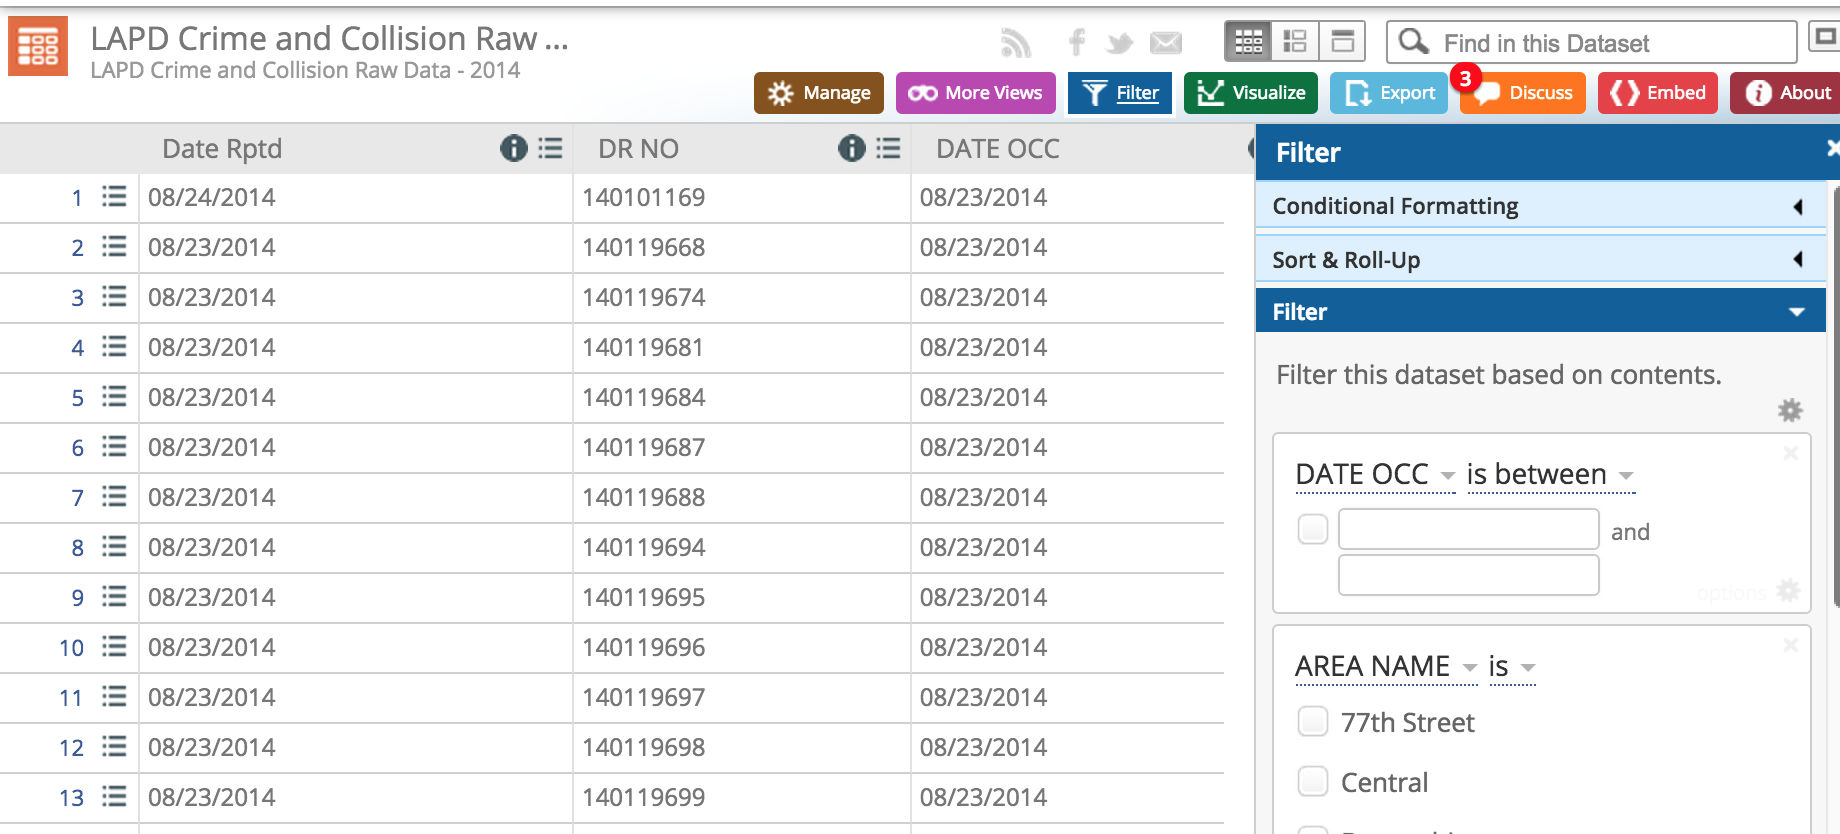 LAPD Crime and Collision Raw ...
LAPD Crime and Collision Raw Data - 2014
Find in this Dataset
Manage
More Views
Filter
Visualize
Export
3
Discuss
Embed
About
Date Rptd DR NO DATE OCC
1 08/24/2014 140101169 08/23/2014
2 08/23/2014 140119668 08/23/2014
3 08/23/2014 140119674 08/23/2014
4 08/23/2014 140119681 08/23/2014
5 08/23/2014 140119684 08/23/2014
6 08/23/2014 140119687 08/23/2014
7 08/23/2014 140119688 08/23/2014
8 08/23/2014 140119694 08/23/2014
9 08/23/2014 140119695 08/23/2014
10 08/23/2014 140119696 08/23/2014
11 08/23/2014 140119697 08/23/2014
12 08/23/2014 140119698 08/23/2014
13 08/23/2014 140119699 08/23/2014
Filter
Conditional Formatting
Sort & Roll-Up
Filter
Filter this dataset based on contents.
DATE OCC is between
and
options
AREA NAME is
77th Street
Central